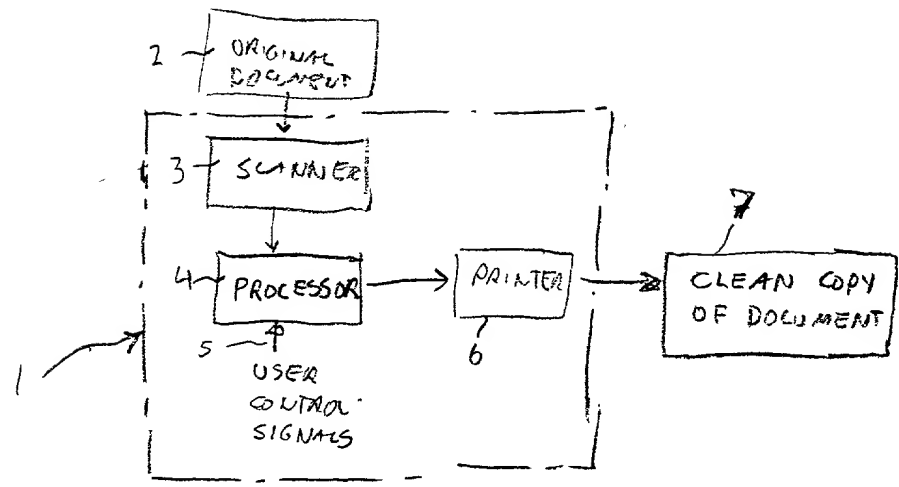 2
ORIGINAL
DOCUMENT
3
SCANNER
7
4
PROCESSOR
PRINTER
CLEAN COPY
OF DOCUMENT
5
6
1
USER
CONTROL
SIGNALS